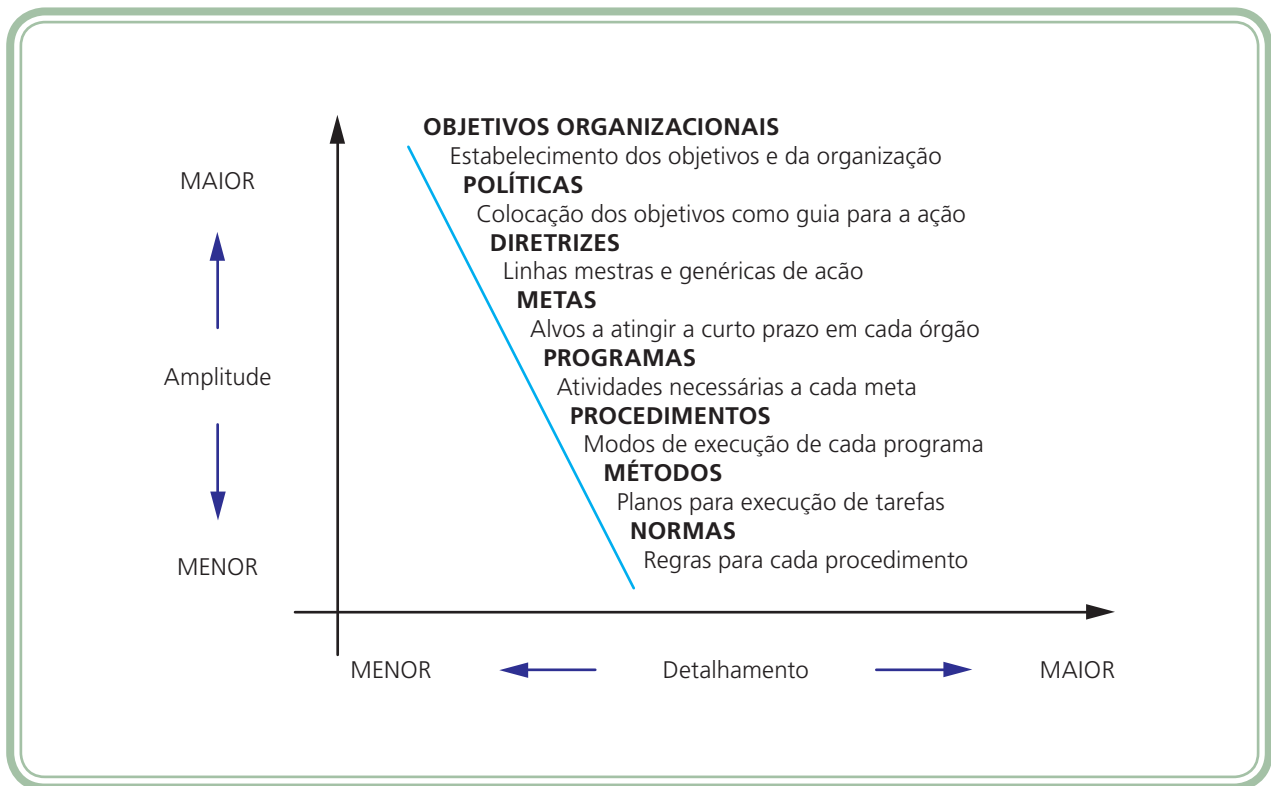 OBJETIVOS ORGANIZACIONAIS
Estabelecimento dos objetivos e da organização
MAIOR
POLÍTICAS
Colocação dos objetivos como guia para a ação
DIRETRIZES
Linhas mestras e genéricas de acão
METAS
Alvos a atingir a curto prazo em cada órgão
PROGRAMAS
Amplitude
Atividades necessárias a cada meta
PROCEDIMENTOS
Modos de execução de cada programa
MÉTODOS
Planos para execução de tarefas
NORMAS
MENOR
Regras para cada procedimento
MENOR Detalhamento MAIOR